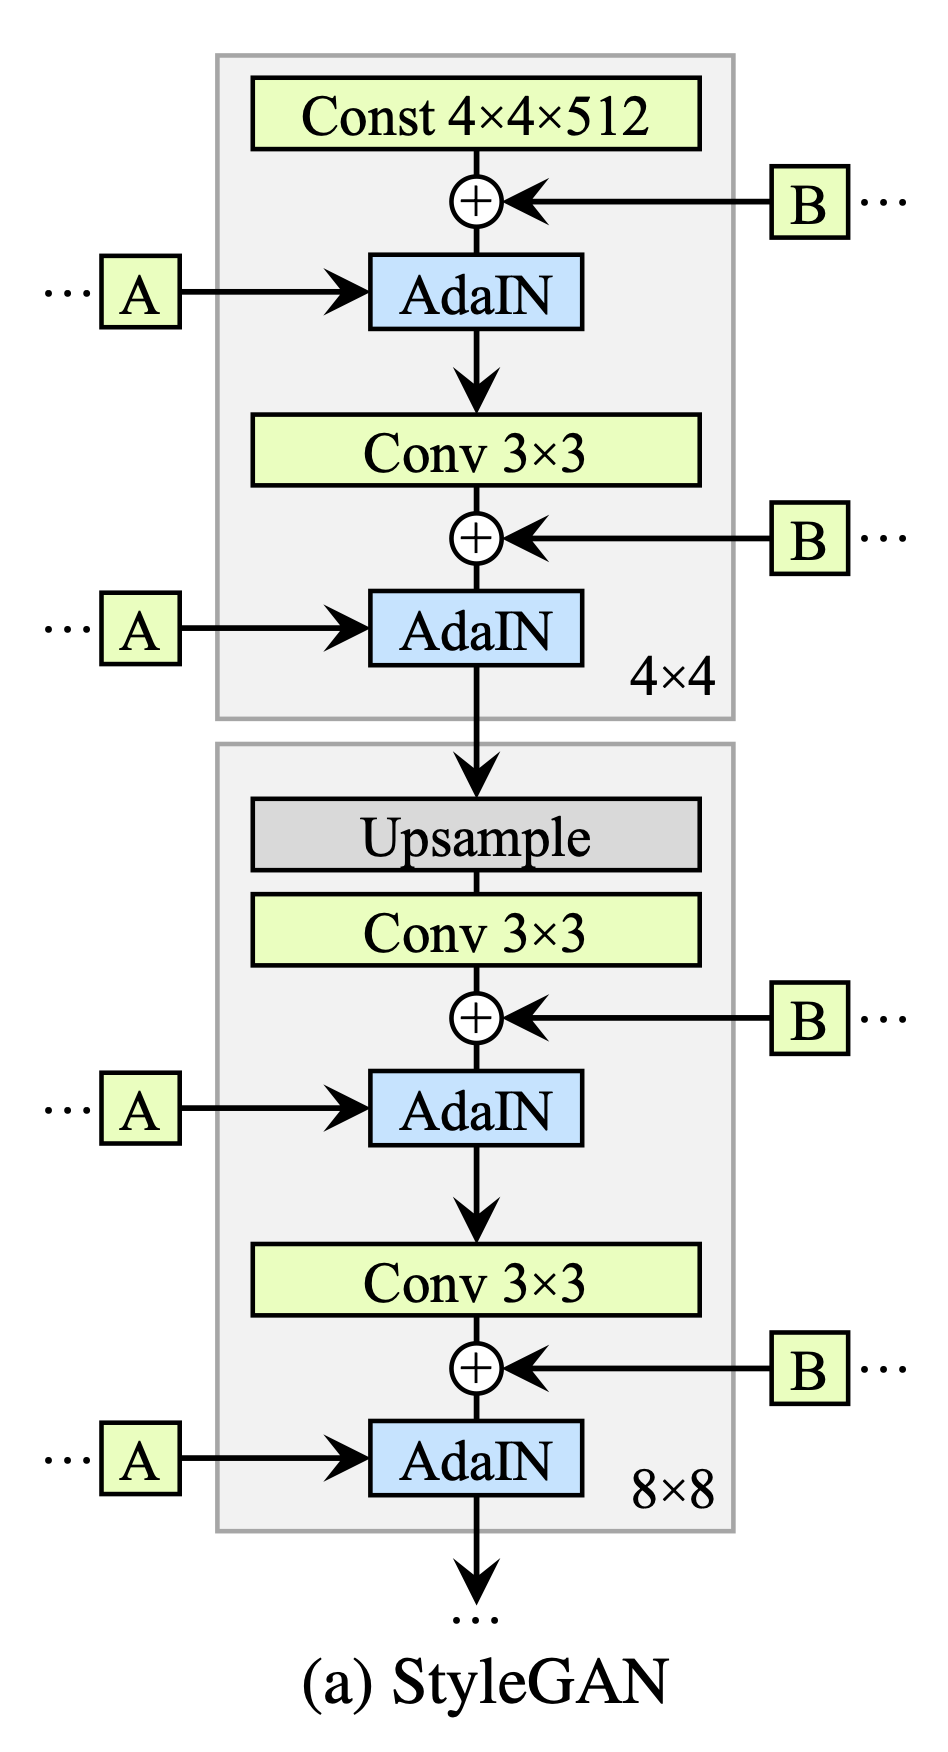 Const 4×4×512
+
B ...
... A
AdaIN
Conv 3×3
+
B ...
... A
AdaIN
4×4
Upsample
Conv 3×3
+
B ...
... A
AdaIN
Conv 3×3
+
B ...
... A
AdaIN
8×8
...
(a) StyleGAN